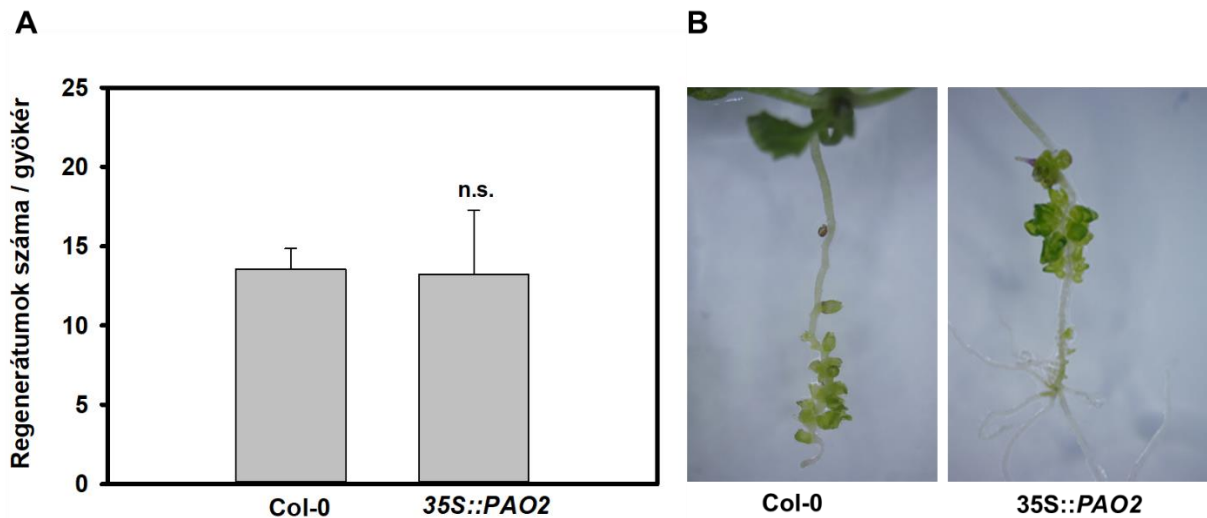 A
B
Regenerátumok száma / gyökér
25
20
15
10
5
0
n.s.
Col-0
35S::PAO2
Col-0
35S::PAO2